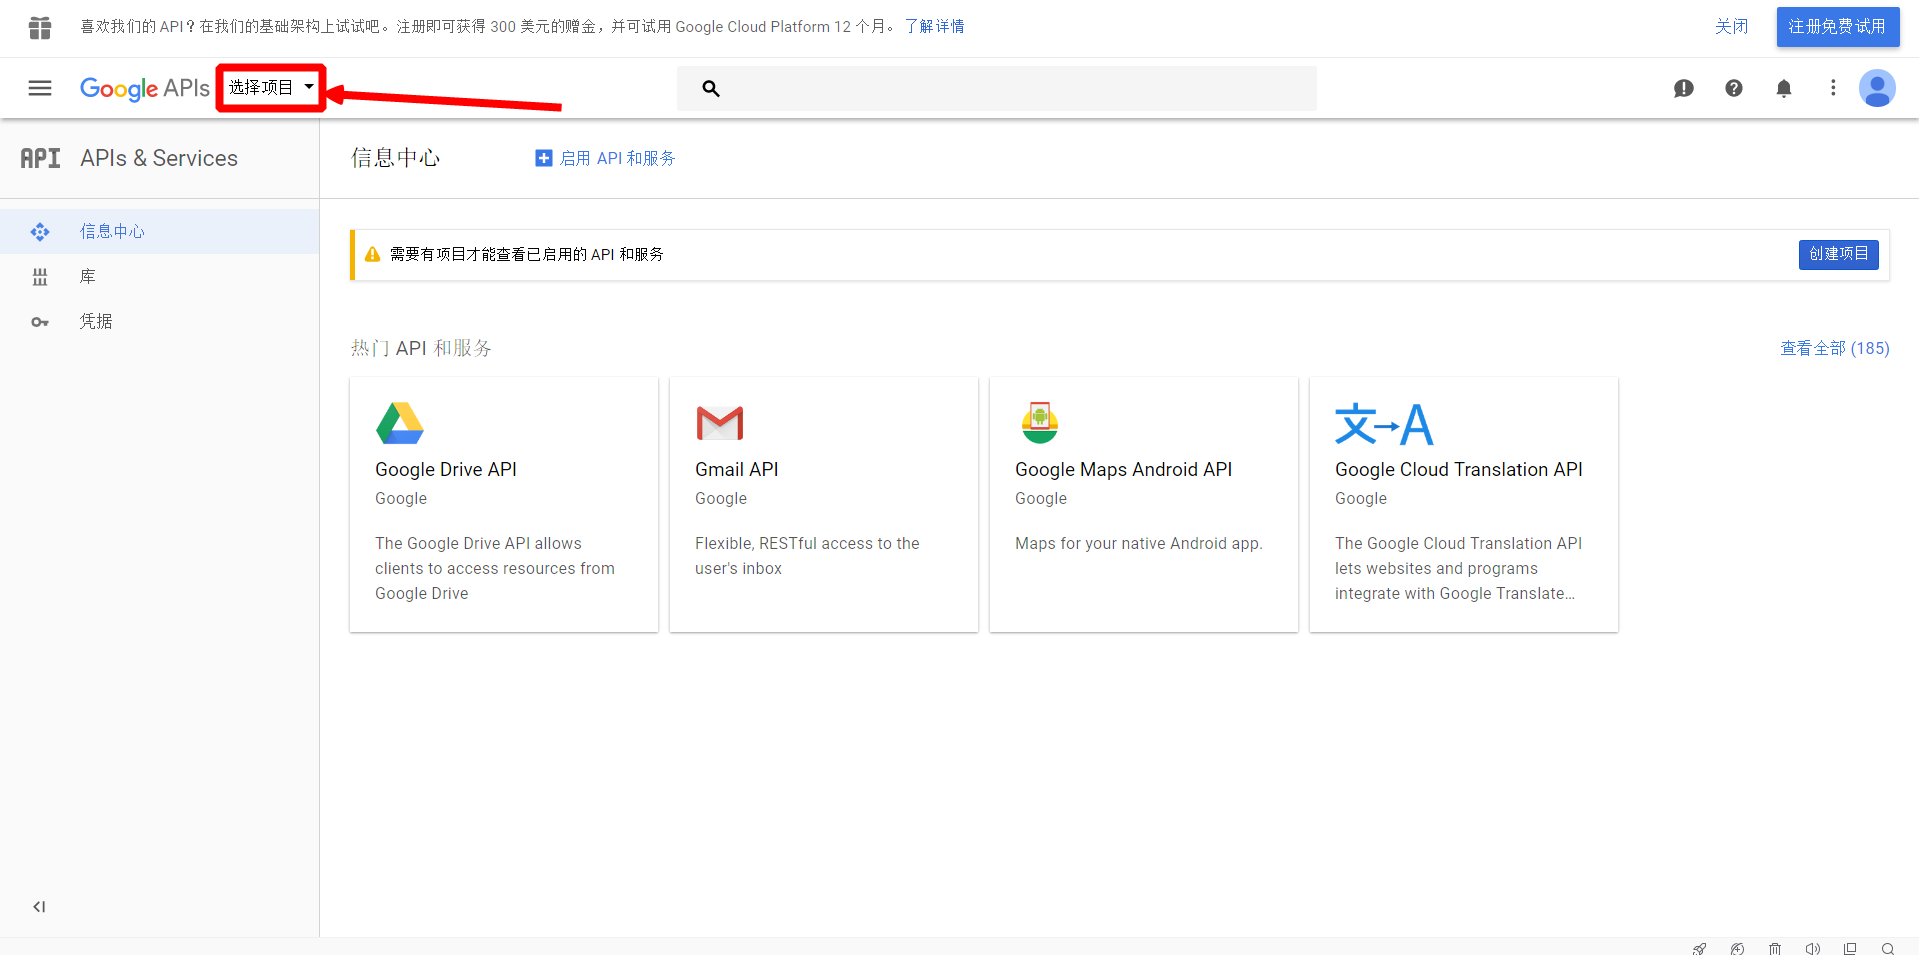 喜欢我们的 API？在我们的基础架构上试试吧。注册即可获得 300 美元的赠金，并可试用 Google Cloud Platform 12 个月。 了解详情
关闭
注册免费试用
Google APIs
选择项目
API
APIs & Services
信息中心
启用 API 和服务
信息中心
库
凭据
需要有项目才能查看已启用的 API 和服务
创建项目
热门 API 和服务
查看全部 (185)
Google Drive API
Google
The Google Drive API allows
clients to access resources from
Google Drive
Gmail API
Google
Flexible, RESTful access to the
user's inbox
Google Maps Android API
Google
Maps for your native Android app.
文→A
Google Cloud Translation API
Google
The Google Cloud Translation API
lets websites and programs
integrate with Google Translate...